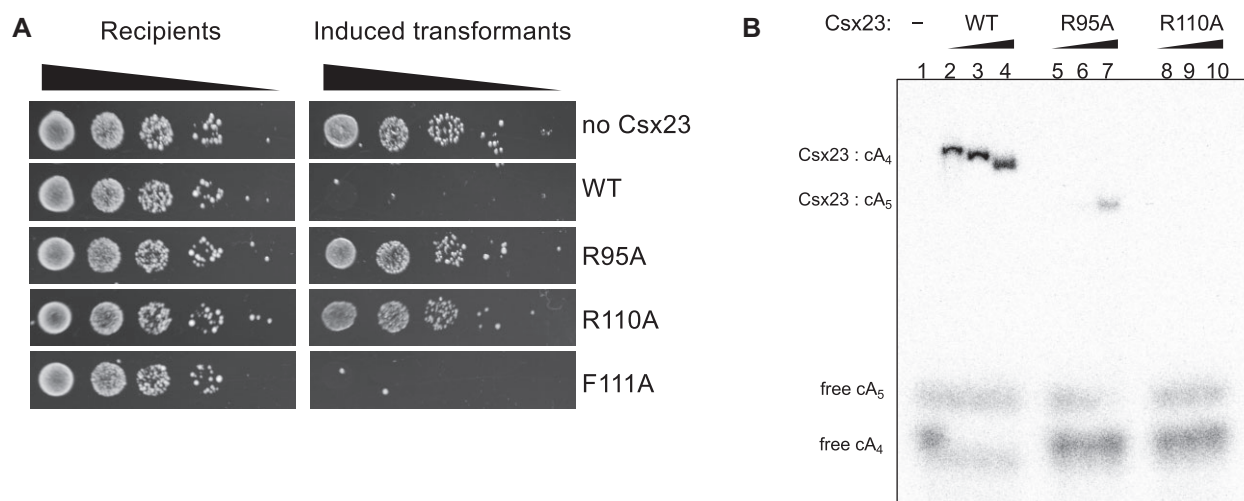 A
Recipients
Induced transformants
no Csx23
WT
R95A
R110A
F111A
B
Csx23: – WT R95A R110A
1 2 3 4 5 6 7 8 9 10
Csx23 : cA4
Csx23 : cA5
free cA5
free cA4